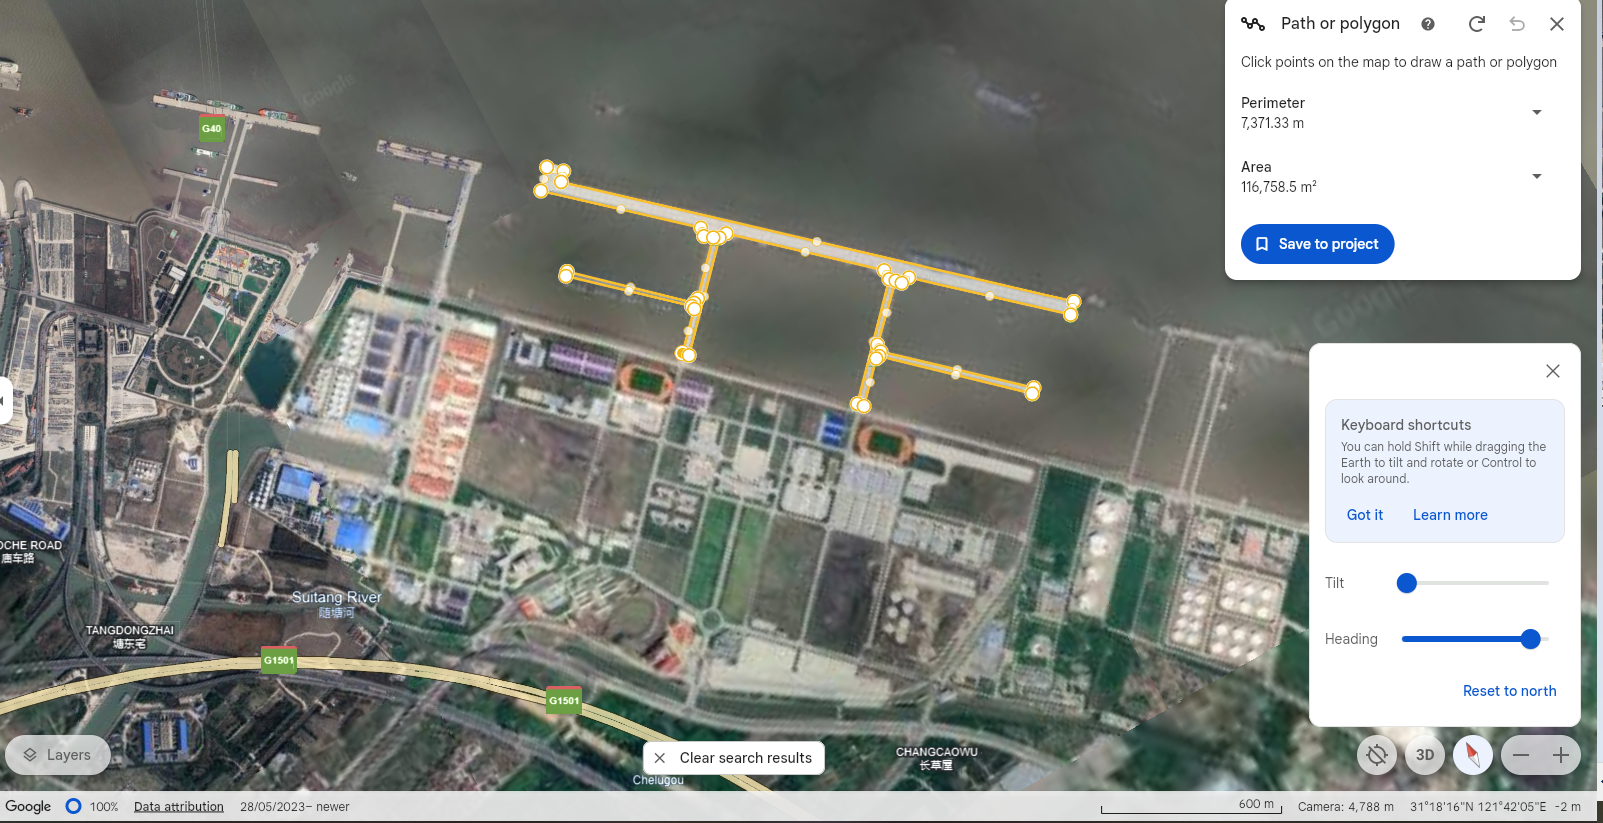 Path or polygon
Click points on the map to draw a path or polygon
Perimeter
7,371.33 m
Area
116,758.5 m²
Save to project
Google
G40
Google
Keyboard shortcuts
You can hold Shift while dragging the
Earth to tilt and rotate or Control to
look around.
Got it
Learn more
Tilt
Heading
Reset to north
OCHE ROAD
庙车路
Suitang River
随塘河
TANGDONGZHAI
塘东宅
G1501
G1501
CHANGCAOWU
长草屋
Chelugou
Layers
Clear search results
3D
Google
100%
Data attribution
28/05/2023–newer
600 m
Camera: 4,788 m
31°18'16"N 121°42'05"E
-2 m